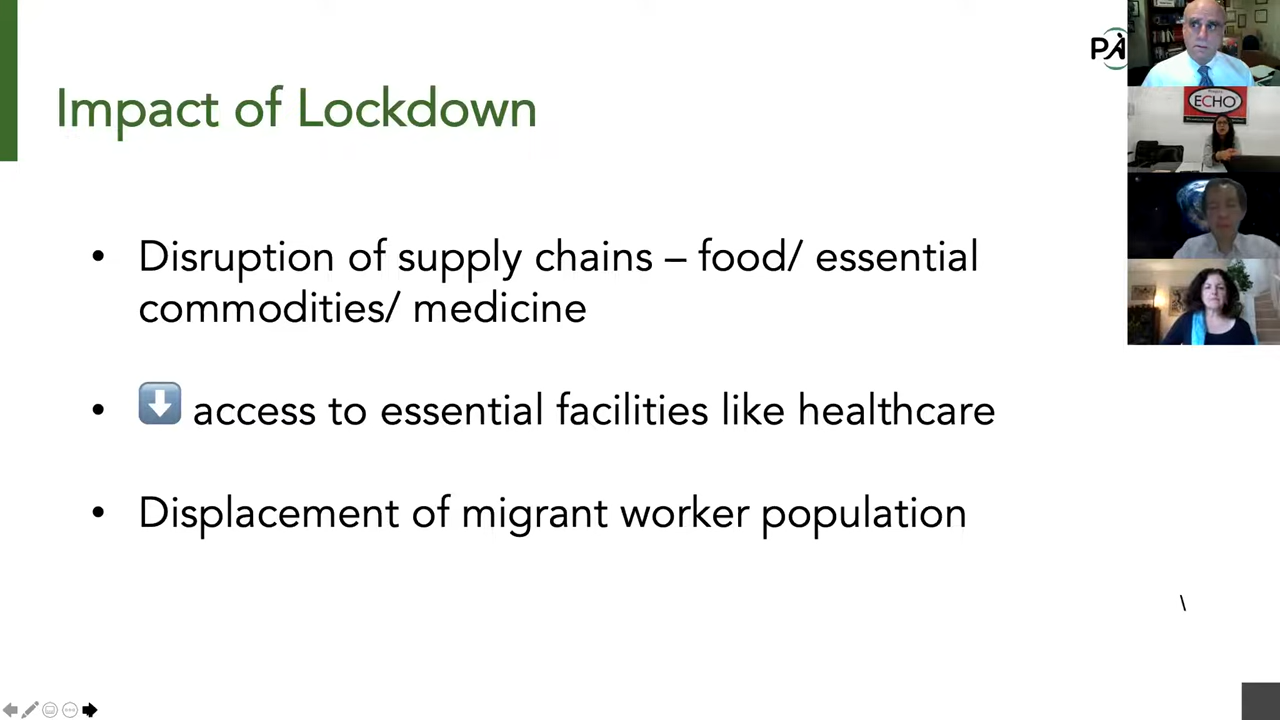 Impact of Lockdown
• Disruption of supply chains – food/ essential
commodities/ medicine
• ⬇️ access to essential facilities like healthcare
• Displacement of migrant worker population
\
PA
ECHO